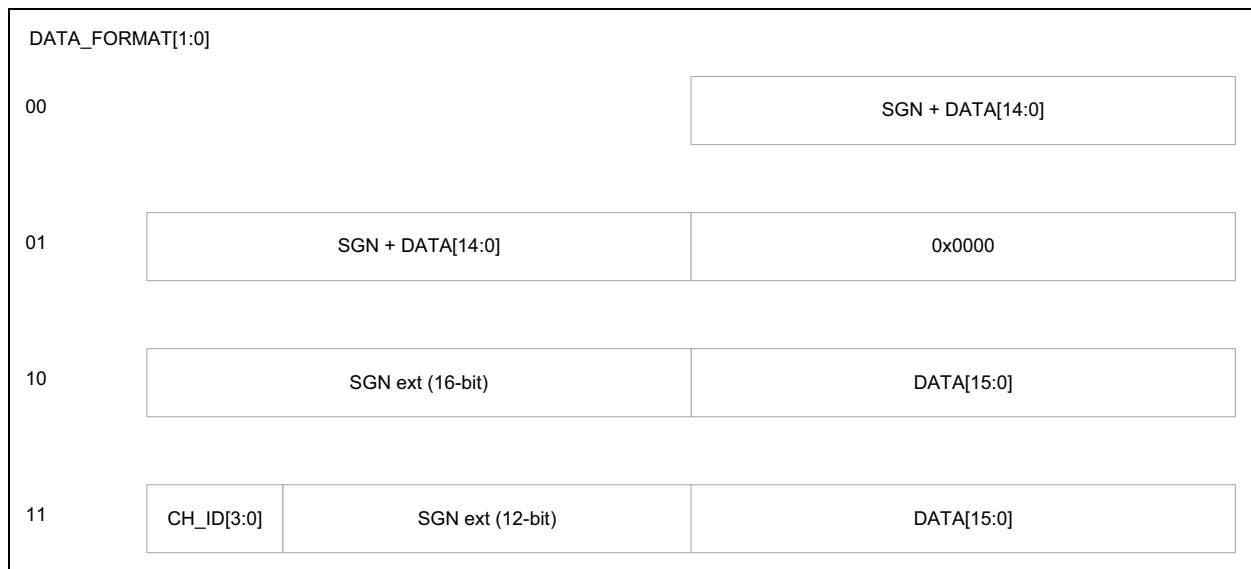 DATA_FORMAT[1:0]
00 SGN + DATA[14:0]
01 SGN + DATA[14:0] 0x0000
10 SGN ext (16-bit) DATA[15:0]
11 CH_ID[3:0] SGN ext (12-bit) DATA[15:0]